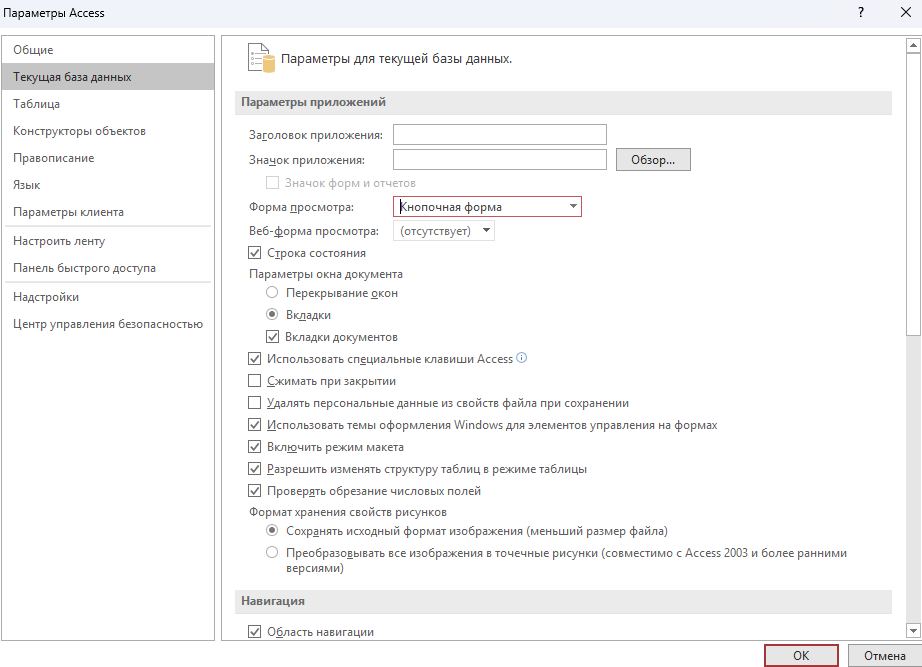 Параметры Access
?
Общие
Текущая база данных
Таблица
Конструкторы объектов
Правописание
Язык
Параметры клиента
Настроить ленту
Панель быстрого доступа
Надстройки
Центр управления безопасностью
Параметры для текущей базы данных.
Параметры приложений
Заголовок приложения:
Значок приложения:
Обзор...
Значок форм и отчетов
Форма просмотра:
Кнопочная форма
Веб-форма просмотра:
(отсутствует)
Строка состояния
Параметры окна документа
Перекрывание окон
Вкладки
Вкладки документов
Использовать специальные клавиши Access
Сжимать при закрытии
Удалять персональные данные из свойств файла при сохранении
Использовать темы оформления Windows для элементов управления на формах
Включить режим макета
Разрешить изменять структуру таблиц в режиме таблицы
Проверять обрезание числовых полей
Формат хранения свойств рисунков
Сохранять исходный формат изображения (меньший размер файла)
Преобразовывать все изображения в точечные рисунки (совместимо с Access 2003 и более ранними
версиями)
Навигация
Область навигации
ОК
Отмена